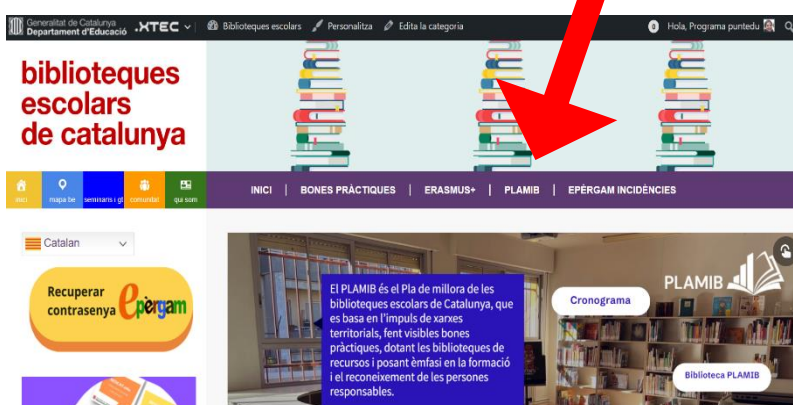 Generalitat de Catalunya
Departament d'Educació
XTEC
Biblioteques escolars
Personalitza
Edita la categoria
0
Hola, Programa puntedu
biblioteques
escolars
de catalunya
inici
mapa be
seminaris i gt
comunitat
qui som
INICI | BONES PRÀCTIQUES | ERASMUS+ | PLAMIB | EPÈRGAM INCIDÈNCIES
Catalan
Recuperar
contrasenya
Epèrgam
El PLAMIB és el Pla de millora de les
biblioteques escolars de Catalunya, que
es basa en l'impuls de xarxes
territorials, fent visibles bones
pràctiques, dotant les biblioteques de
recursos i posant èmfasi en la formació
i el reconeixement de les persones
responsables.
PLAMIB
Cronograma
Biblioteca PLAMIB